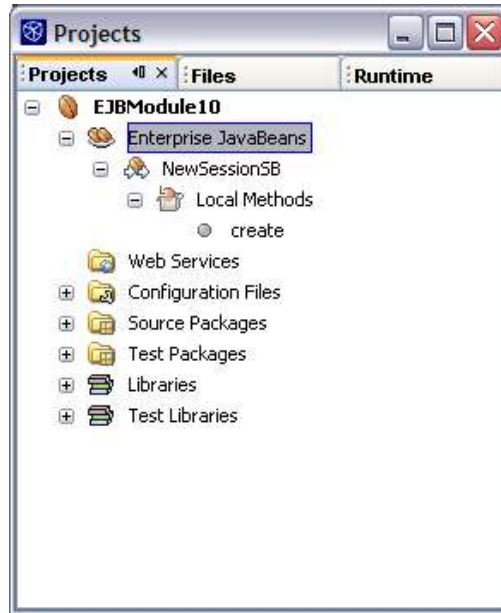 Projects
Projects Files Runtime
EJBModule10
Enterprise JavaBeans
NewSessionSB
Local Methods
create
Web Services
Configuration Files
Source Packages
Test Packages
Libraries
Test Libraries